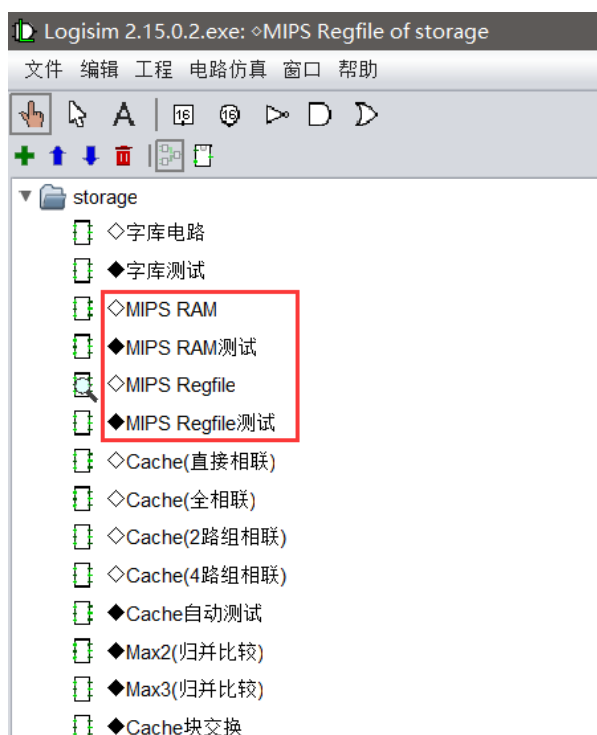 Logisim 2.15.0.2.exe: ◇MIPS Regfile of storage
文件 编辑 工程 电路仿真 窗口 帮助
A 16 16
storage
◇字库电路
◆字库测试
◇MIPS RAM
◆MIPS RAM测试
◇MIPS Regfile
◆MIPS Regfile测试
◇Cache(直接相联)
◇Cache(全相联)
◇Cache(2路组相联)
◇Cache(4路组相联)
◆Cache自动测试
◆Max2(归并比较)
◆Max3(归并比较)
◆Cache块交换